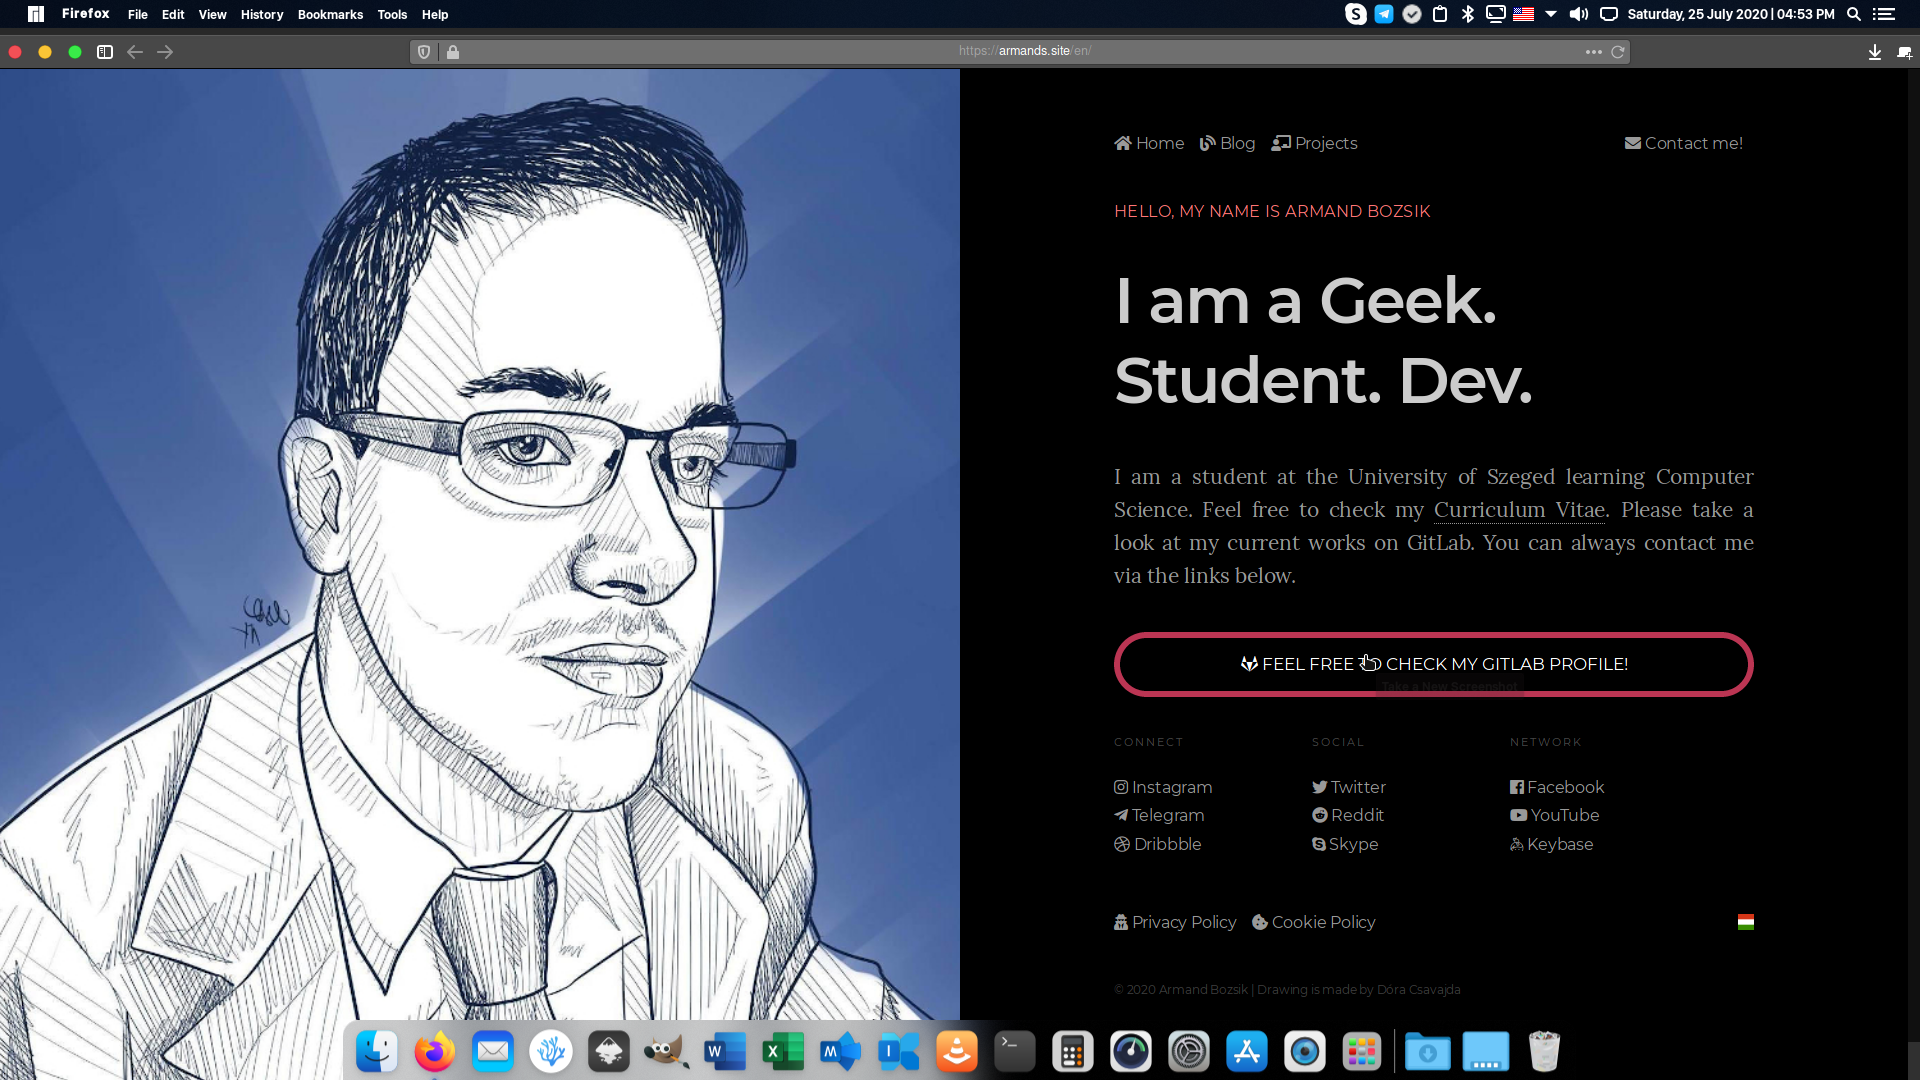 Firefox File Edit View History Bookmarks Tools Help
Saturday, 25 July 2020 | 04:53 PM
https://armands.site/en/
Home Blog Projects Contact me!
HELLO, MY NAME IS ARMAND BOZSIK
I am a Geek.
Student. Dev.
I am a student at the University of Szeged learning Computer
Science. Feel free to check my Curriculum Vitae. Please take a
look at my current works on GitLab. You can always contact me
via the links below.
FEEL FREE TO CHECK MY GITLAB PROFILE!
Take a New Screenshot
CONNECT SOCIAL NETWORK
Instagram Twitter Facebook
Telegram Reddit YouTube
Dribbble Skype Keybase
Privacy Policy Cookie Policy
© 2020 Armand Bozsik | Drawing is made by Dóra Csavajda